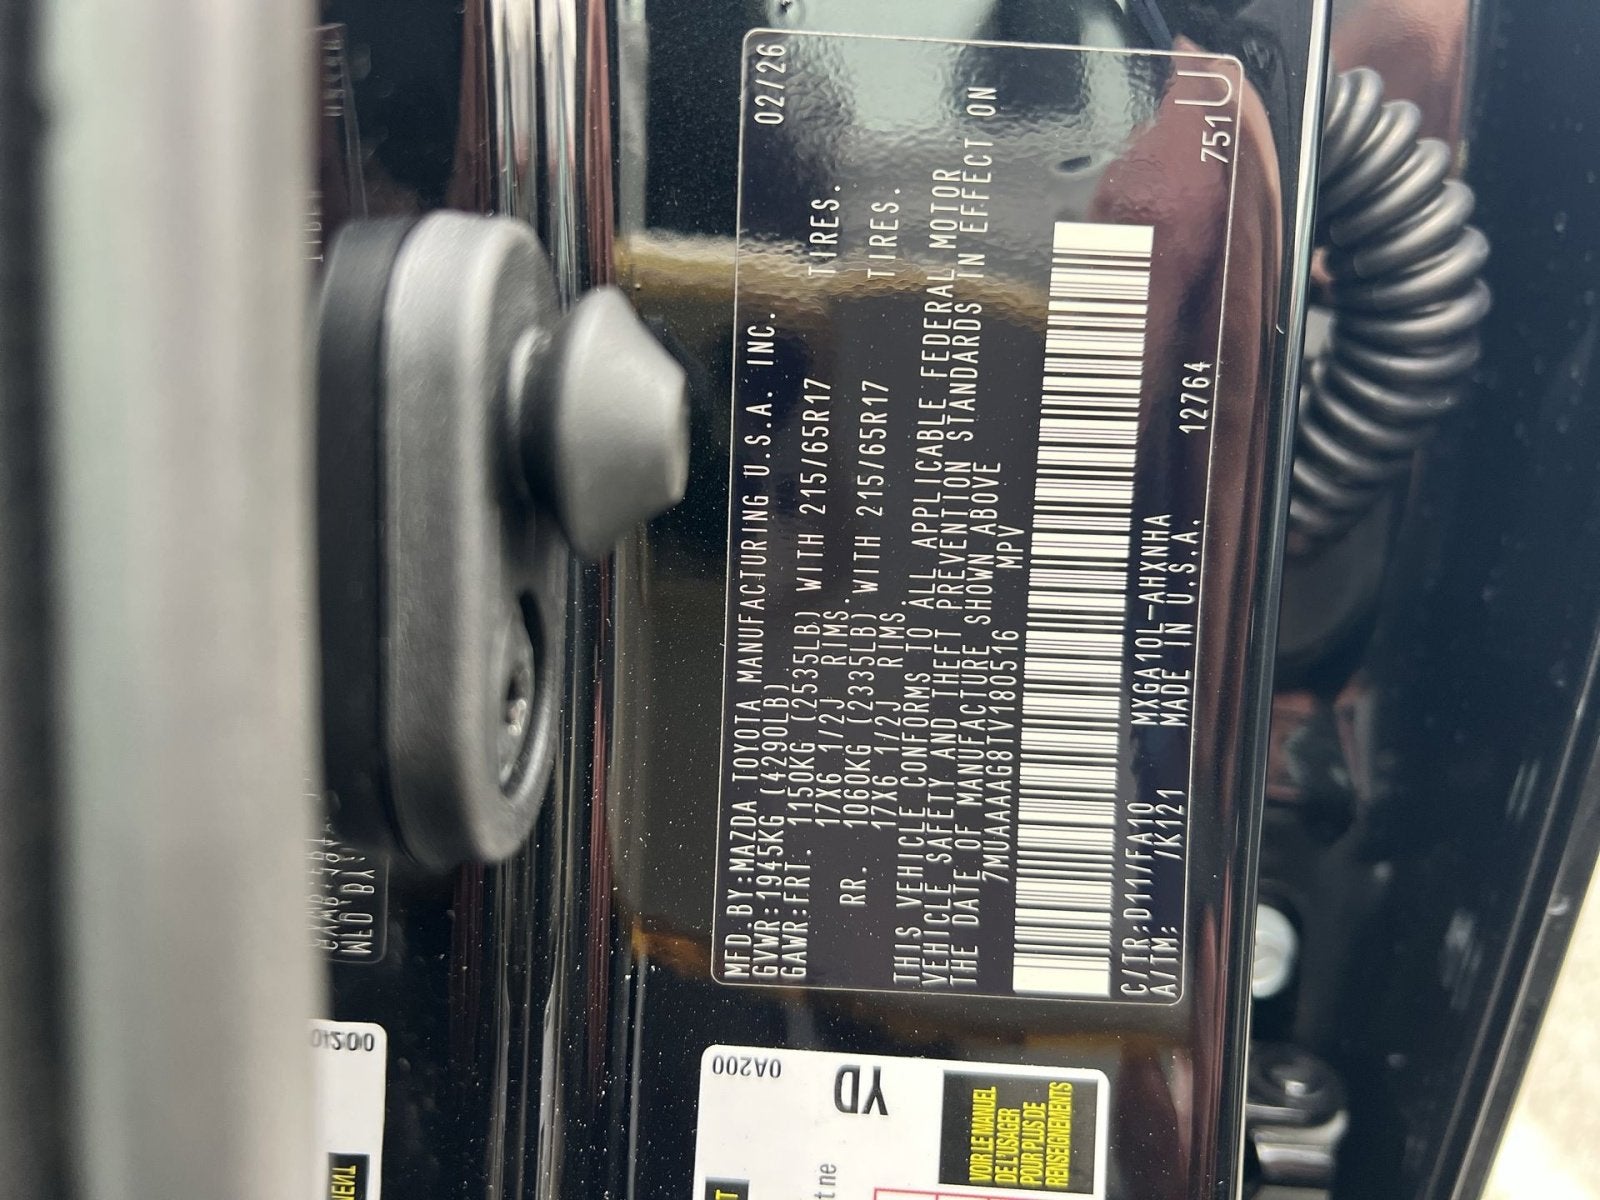 MFD.BY:MAZDA TOYOTA MANUFACTURING U.S.A. INC. 02/26
GVWR:1945KG (4290LB)
GAWR:FRT. 1150KG (2535LB) WITH 215/65R17 TIRES.
17X6 1/2J RIMS.
RR. 1060KG (2335LB) WITH 215/65R17 TIRES.
17X6 1/2J RIMS.
THIS VEHICLE CONFORMS TO ALL APPLICABLE FEDERAL MOTOR
VEHICLE SAFETY AND THEFT PREVENTION STANDARDS IN EFFECT ON
THE DATE OF MANUFACTURE SHOWN ABOVE
7MUAAAAG8TV180516 MPV
C/TR:D11/FA10 MXGA10L-AHXNHA 12764 751U
A/TM: /K121 MADE IN U.S.A.
0A200
YD
VOIR LE MANUEL
DE L'USAGER
POUR PLUS DE
RENSEIGNEMENTS